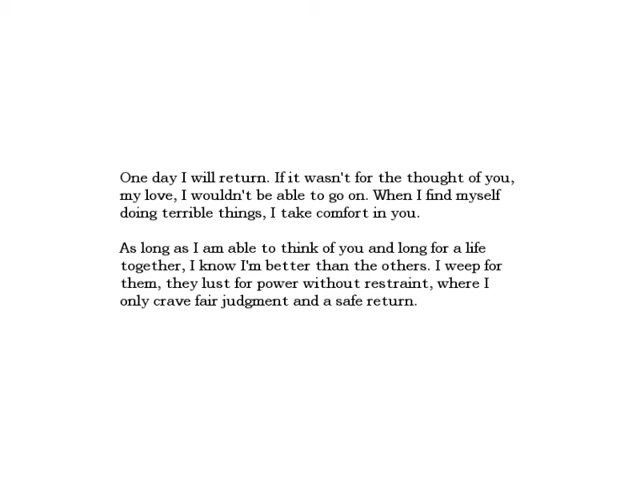 One day I will return. If it wasn't for the thought of you,
my love, I wouldn't be able to go on. When I find myself
doing terrible things, I take comfort in you.
As long as I am able to think of you and long for a life
together, I know I'm better than the others. I weep for
them, they lust for power without restraint, where I
only crave fair judgment and a safe return.